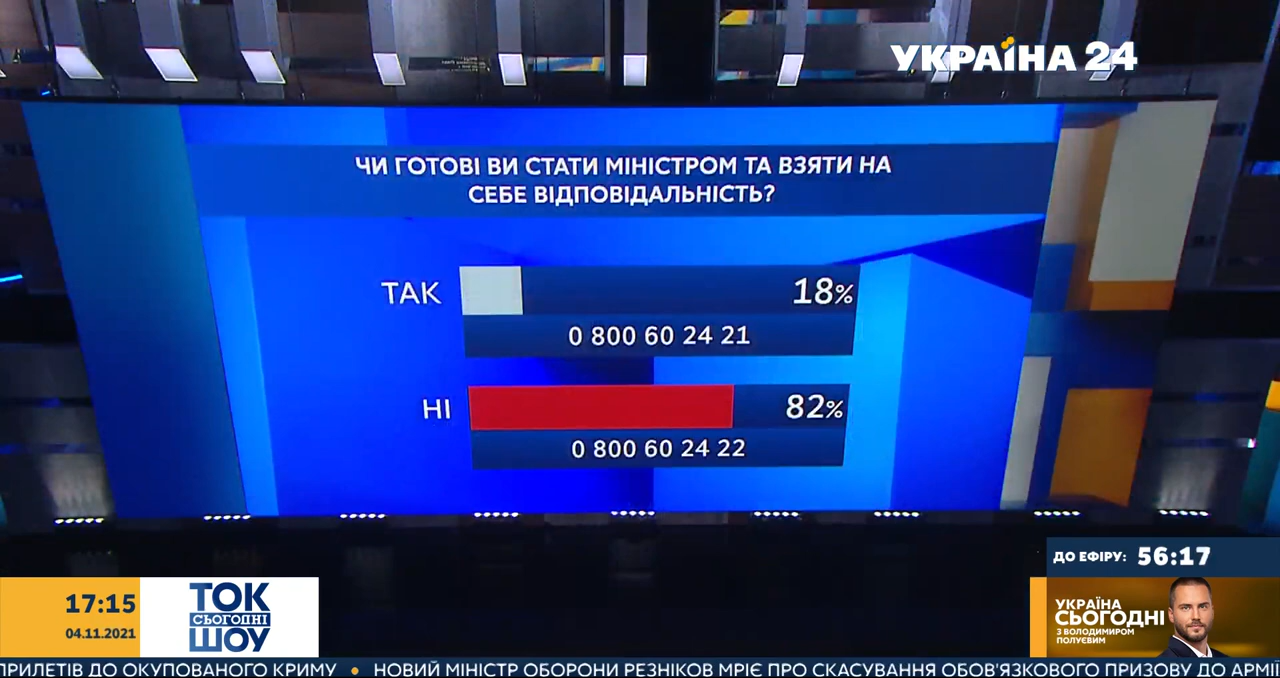 УКРАЇНА 24
ЧИ ГОТОВІ ВИ СТАТИ МІНІСТРОМ ТА ВЗЯТИ НА
СЕБЕ ВІДПОВІДАЛЬНІСТЬ?
ТАК 18%
0 800 60 24 21
НІ 82%
0 800 60 24 22
ДО ЕФІРУ: 56:17
17:15
04.11.2021
ТОК
СЬОГОДНІ
ШОУ
УКРАЇНА
СЬОГОДНІ
З ВОЛОДИМИРОМ
ПОЛУЄВИМ
ПРИЛЕТІВ ДО ОКУПОВАНОГО КРИМУ • НОВИЙ МІНІСТР ОБОРОНИ РЕЗНІКОВ МРІЄ ПРО СКАСУВАННЯ ОБОВ'ЯЗКОВОГО ПРИЗОВУ ДО АРМІЇ